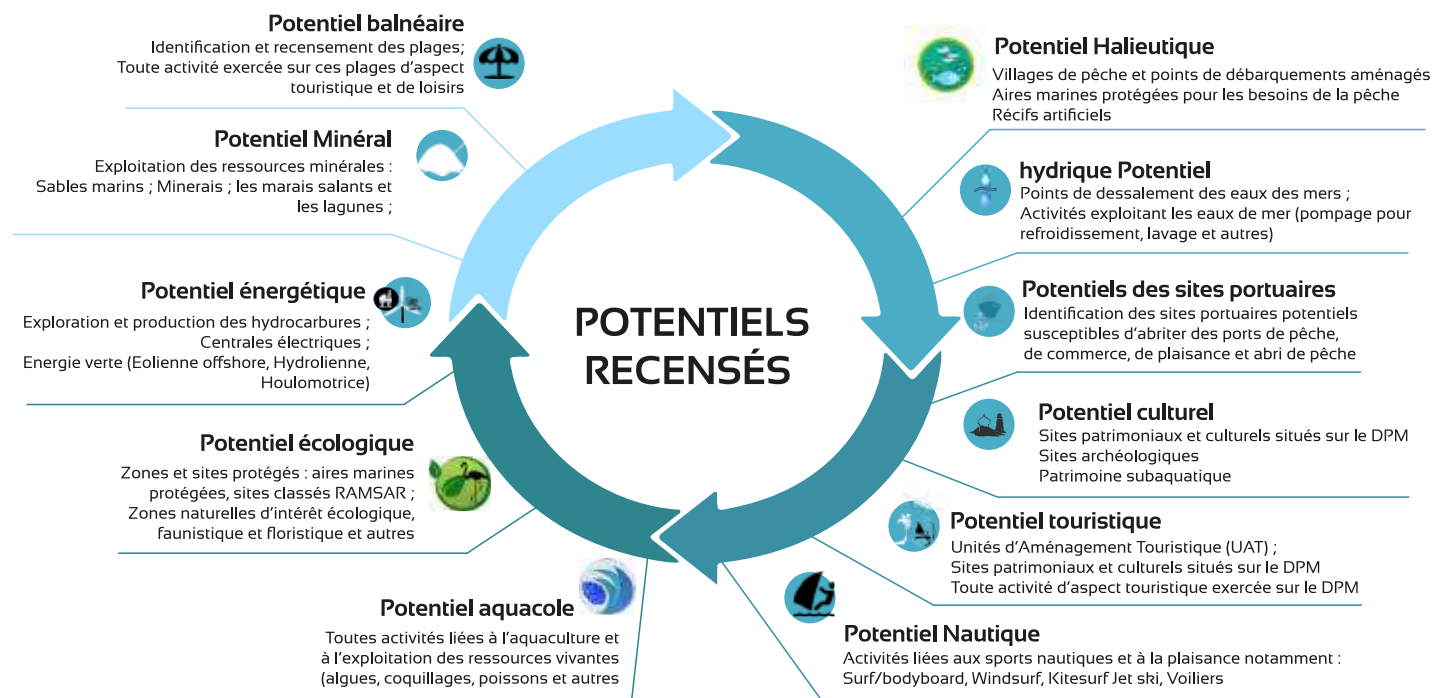 Potentiel balnéaire
Identification et recensement des plages;
Toute activité exercée sur ces plages d'aspect
touristique et de loisirs
Potentiel Minéral
Exploitation des ressources minérales :
Sables marins ; Minerais ; les marais salants et
les lagunes ;
Potentiel énergétique
Exploration et production des hydrocarbures ;
Centrales électriques ;
Energie verte (Eolienne offshore, Hydrolienne,
Houlomotrice)
Potentiel écologique
Zones et sites protégés : aires marines
protégées, sites classés RAMSAR ;
Zones naturelles d'intérêt écologique,
faunistique et floristique et autres
Potentiel aquacole
Toutes activités liées à l'aquaculture et
à l'exploitation des ressources vivantes
(algues, coquillages, poissons et autres
POTENTIELS
RECENSÉS
Potentiel Halieutique
Villages de pêche et points de débarquements aménagés
Aires marines protégées pour les besoins de la pêche
Récifs artificiels
hydrique Potentiel
Points de dessalement des eaux des mers ;
Activités exploitant les eaux de mer (pompage pour
refroidissement, lavage et autres)
Potentiels des sites portuaires
Identification des sites portuaires potentiels
susceptibles d'abriter des ports de pêche,
de commerce, de plaisance et abri de pêche
Potentiel culturel
Sites patrimoniaux et culturels situés sur le DPM
Sites archéologiques
Patrimoine subaquatique
Potentiel touristique
Unités d'Aménagement Touristique (UAT) ;
Sites patrimoniaux et culturels situés sur le DPM
Toute activité d'aspect touristique exercée sur le DPM
Potentiel Nautique
Activités liées aux sports nautiques et à la plaisance notamment :
Surf/bodyboard, Windsurf, Kitesurf Jet ski, Voiliers